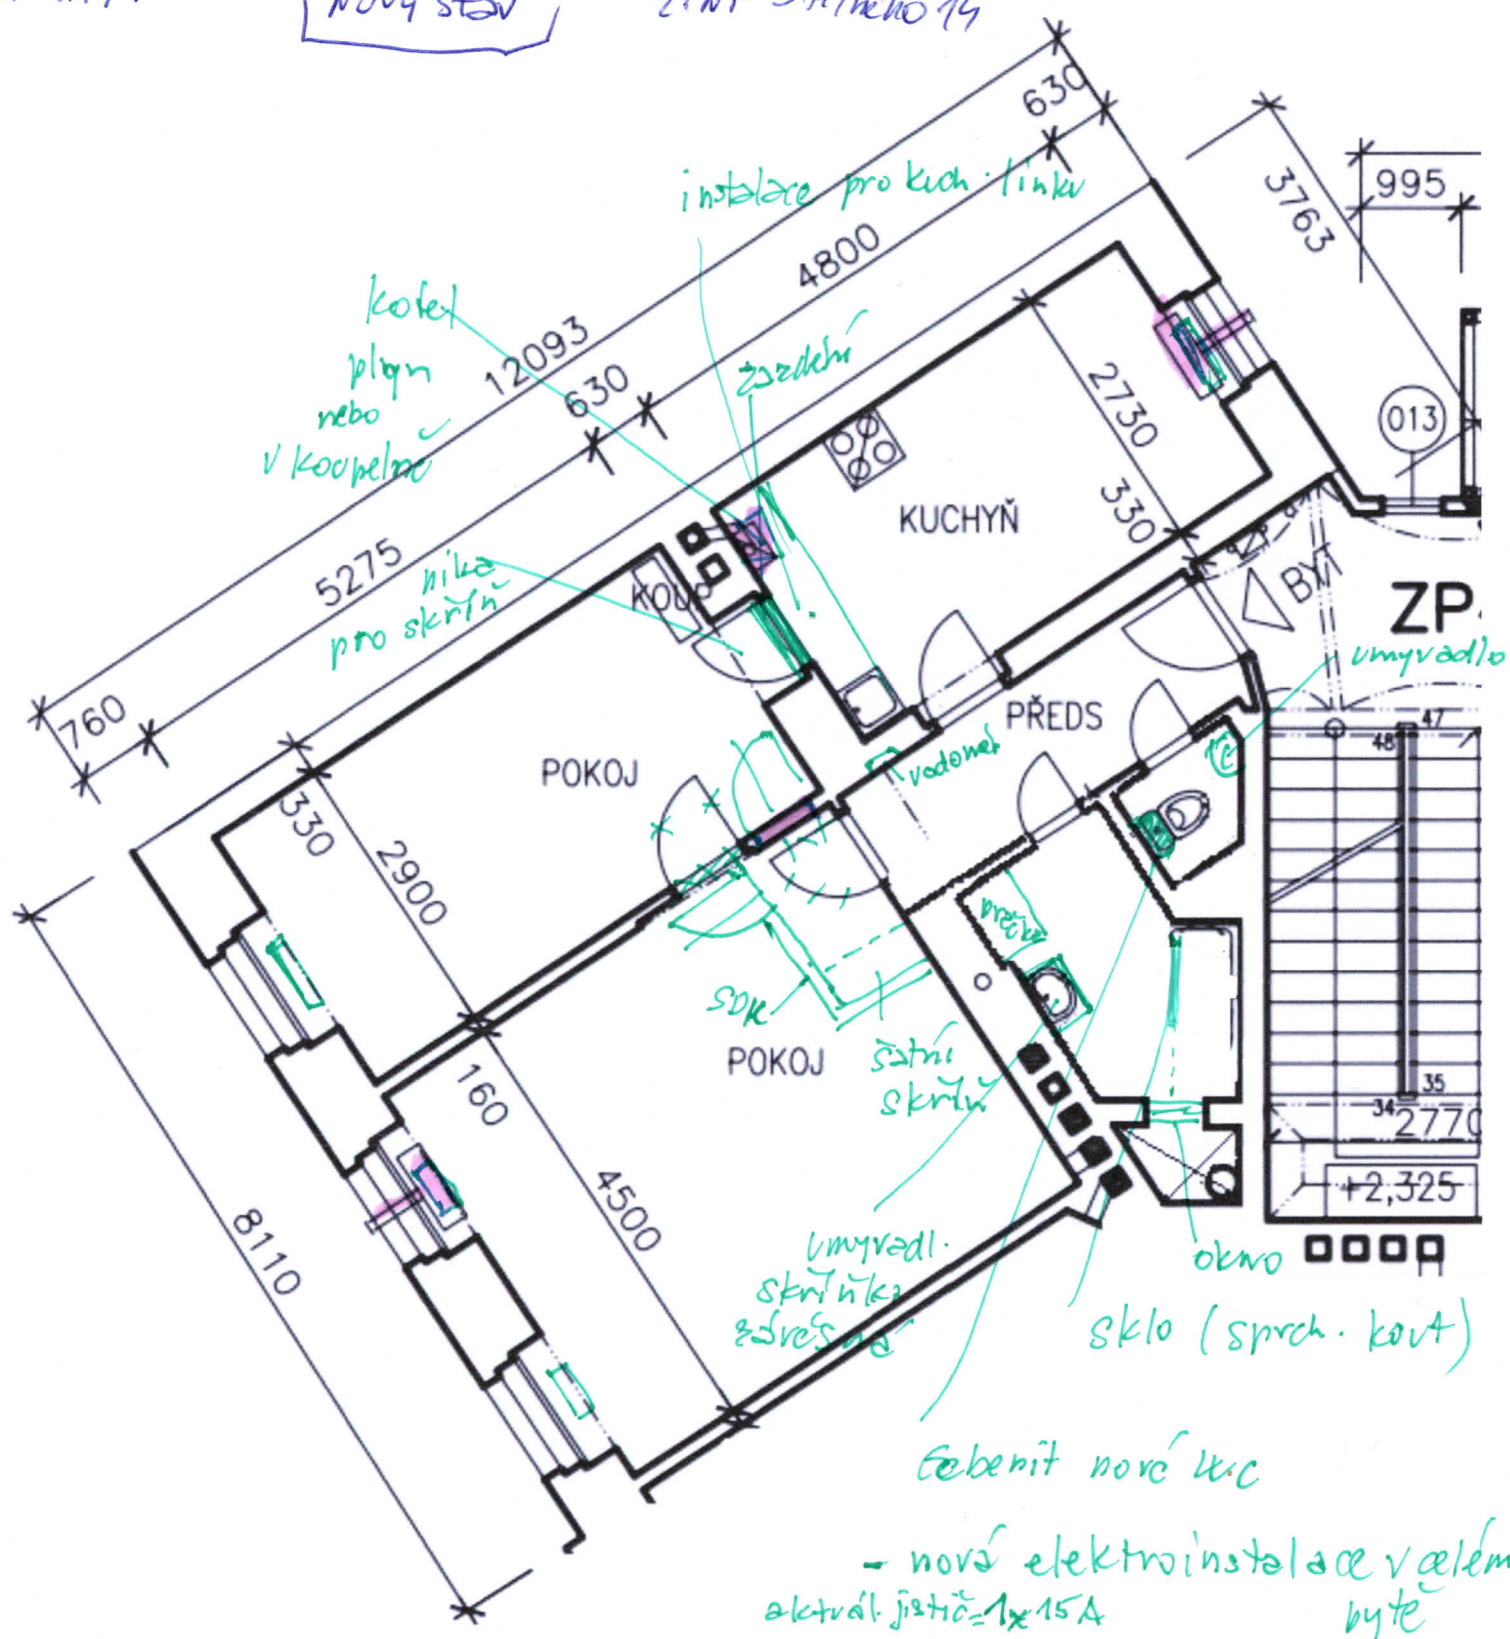 nový stav
630
3763
995
instalace pro kuch. linku
4800
kotel
plyn
nebo
v koupelně
12093
630
zazdění
2730
013
KUCHYŇ
330
5275
nika
pro skříň
KOUP
BYT
ZP
umyvadlo
760
PŘEDS
47
48
POKOJ
vodoměr
330
2900
pračka
SDK
POKOJ
šatní
skříň
160
35
34
2770
+2,325
4500
8110
umyvadl.
skříňka
závěsná
okno
sklo (sprch. kout)
Geberit nové WC
- nová elektroinstalace v celém
bytě
aktuál. jistič=1x15A